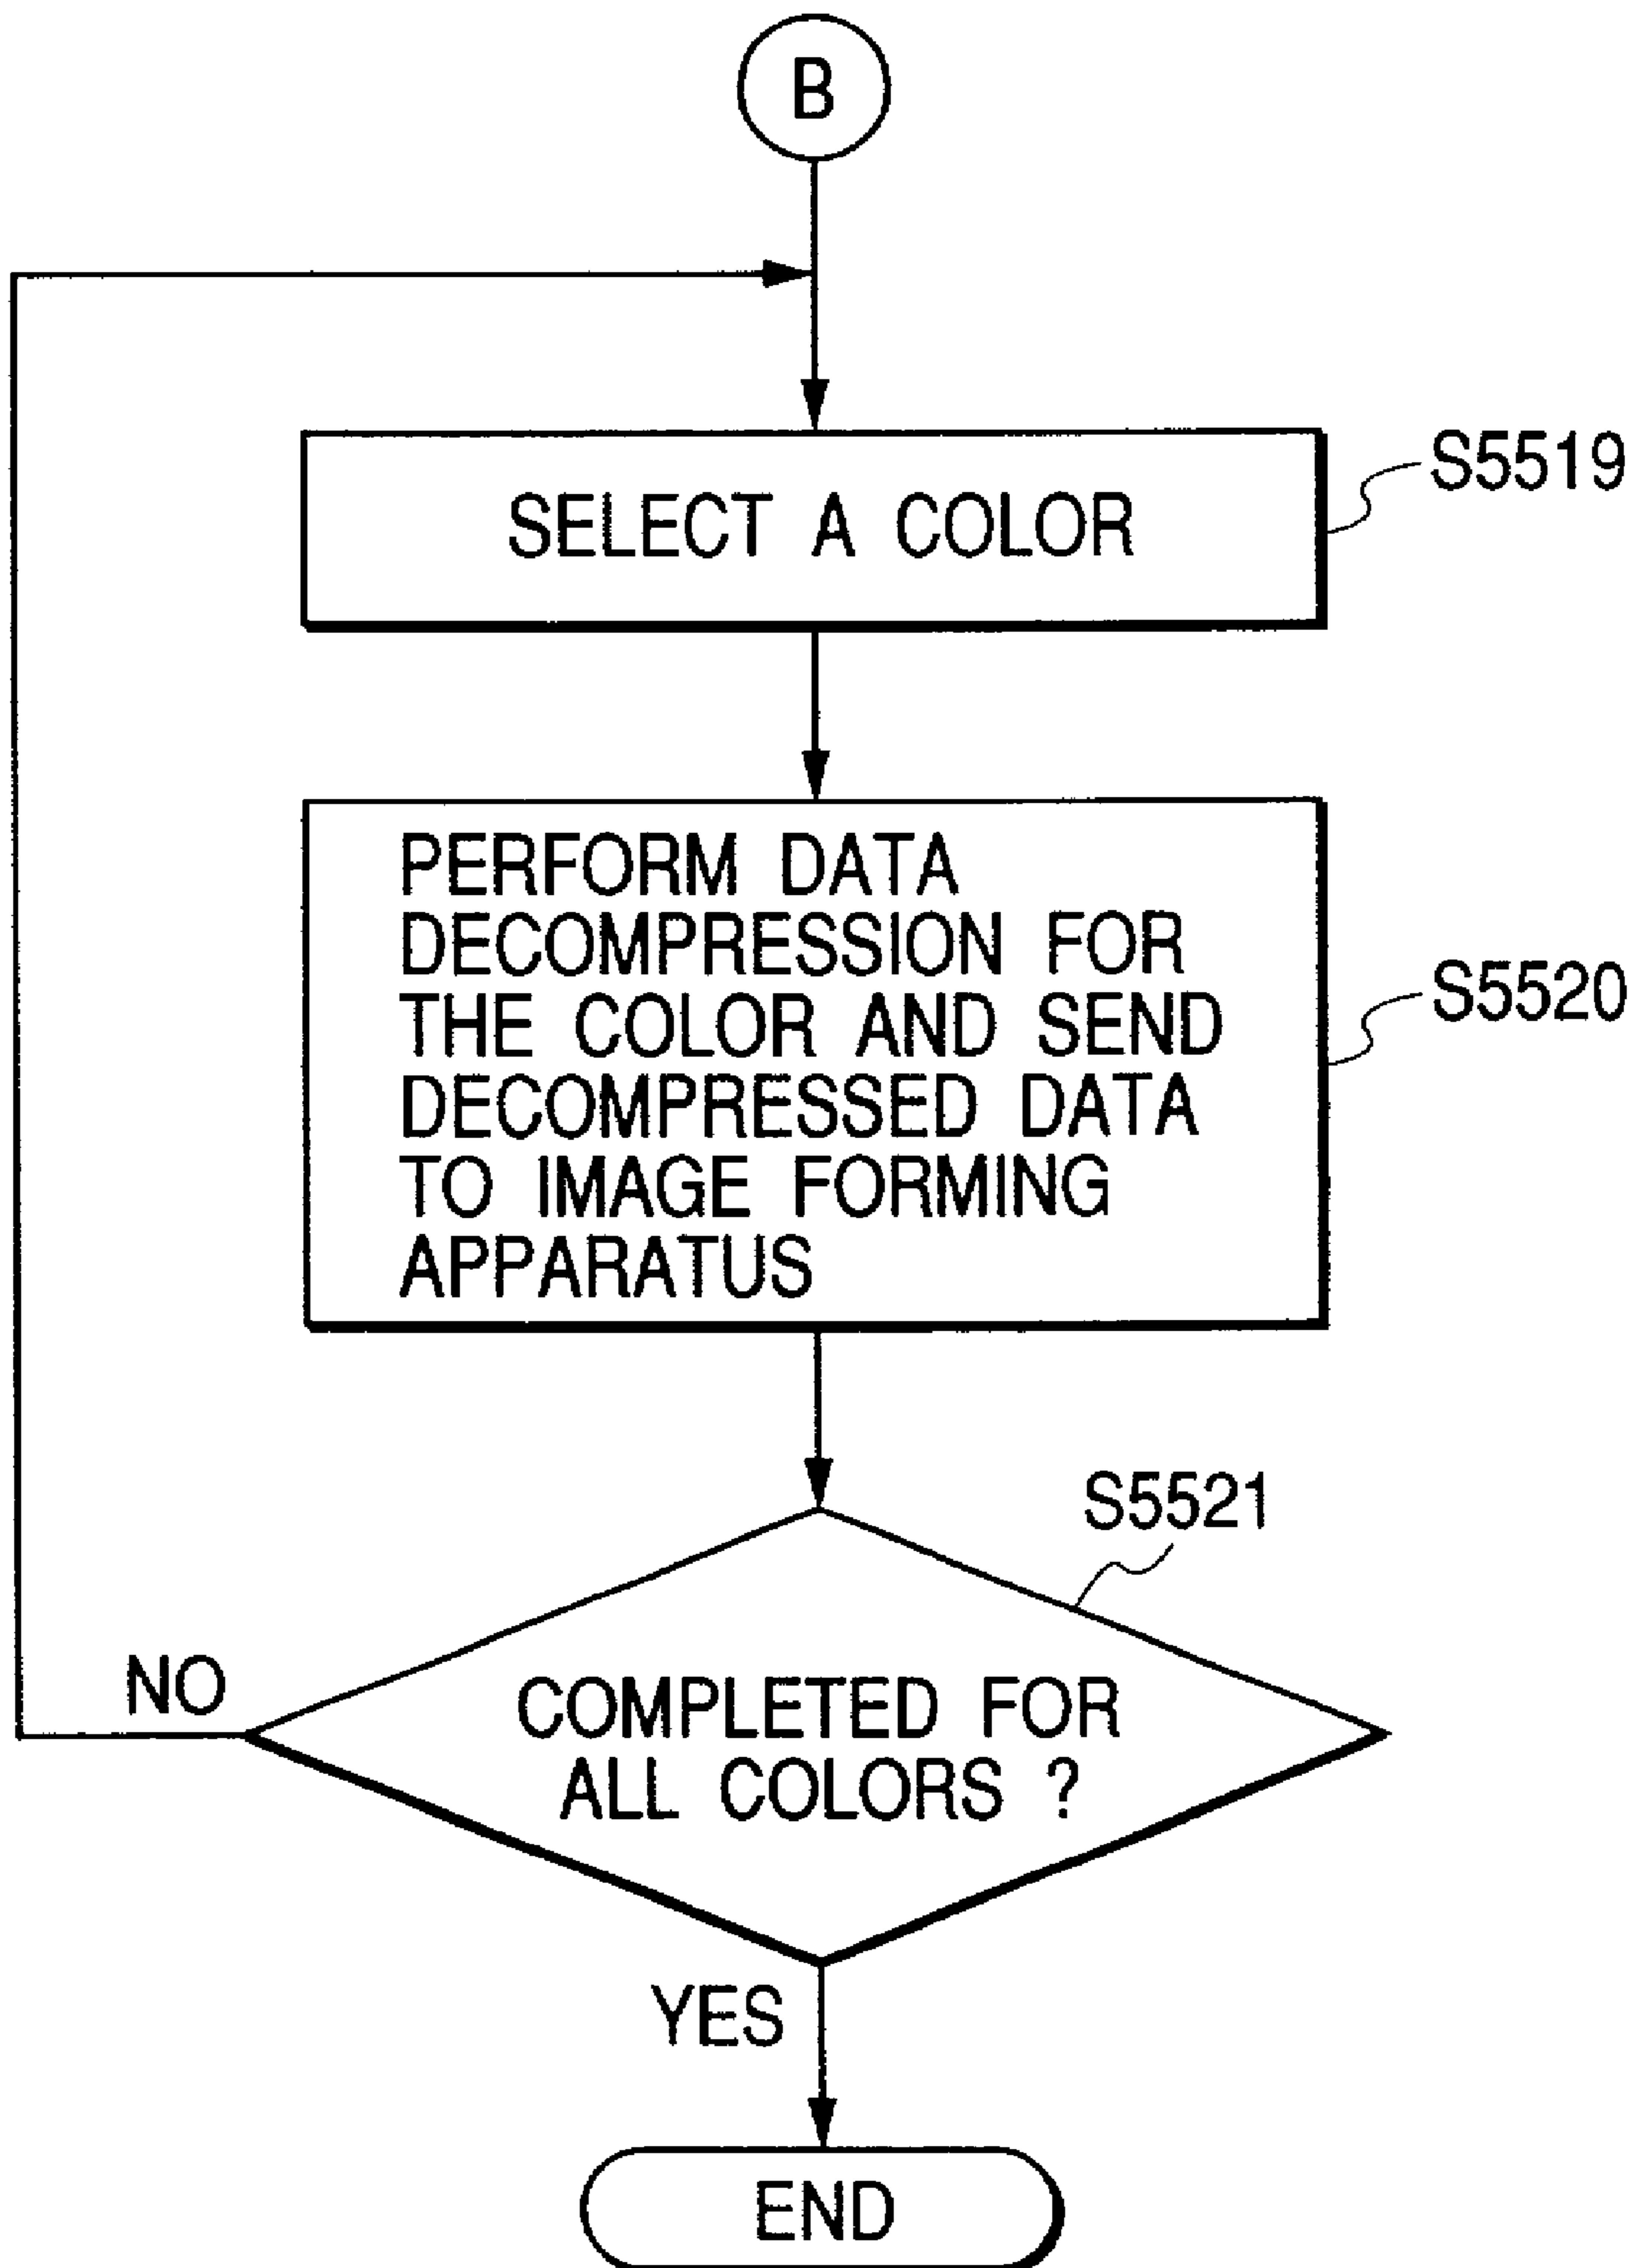 B
SELECT A COLOR
S5519
PERFORM DATA
DECOMPRESSION FOR
THE COLOR AND SEND
DECOMPRESSED DATA
TO IMAGE FORMING
APPARATUS
S5520
S5521
COMPLETED FOR
ALL COLORS ?
NO
YES
END